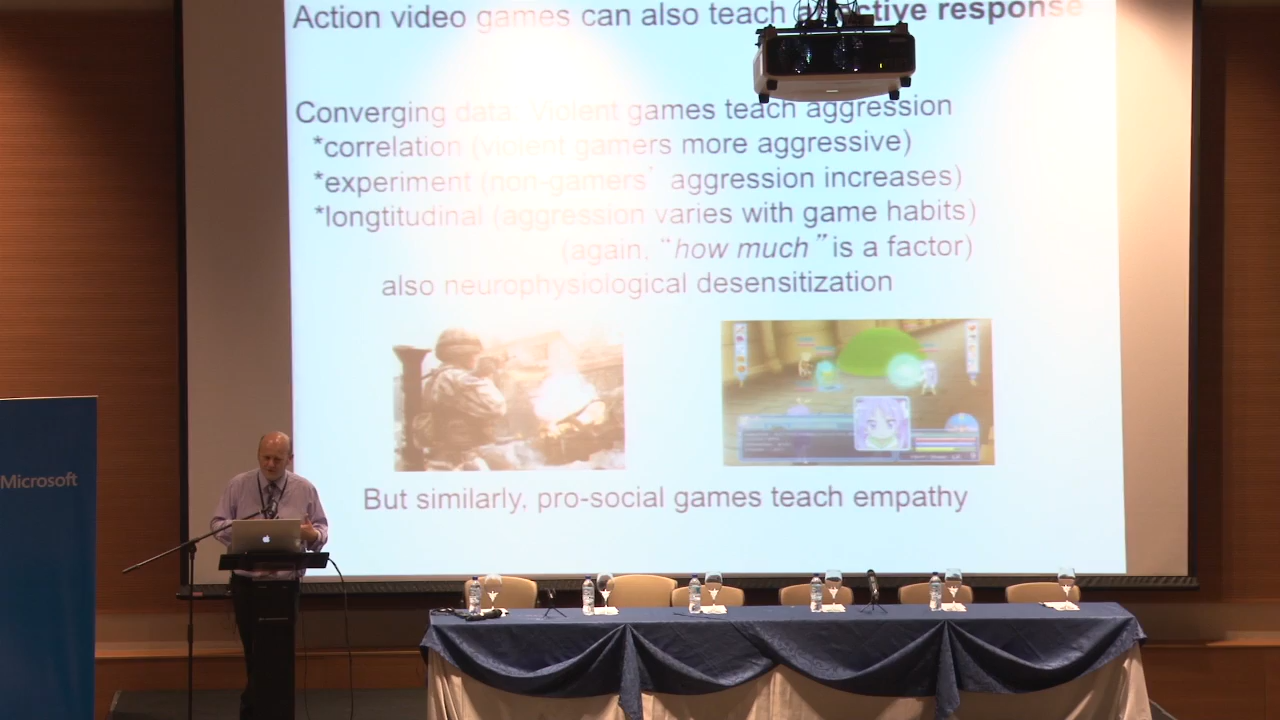 Action video games can also teach affective response
Converging data: Violent games teach aggression
*correlation (violent gamers more aggressive)
*experiment (non-gamers’ aggression increases)
*longtitudinal (aggression varies with game habits)
(again, “how much” is a factor)
also neurophysiological desensitization
But similarly, pro-social games teach empathy
Microsoft